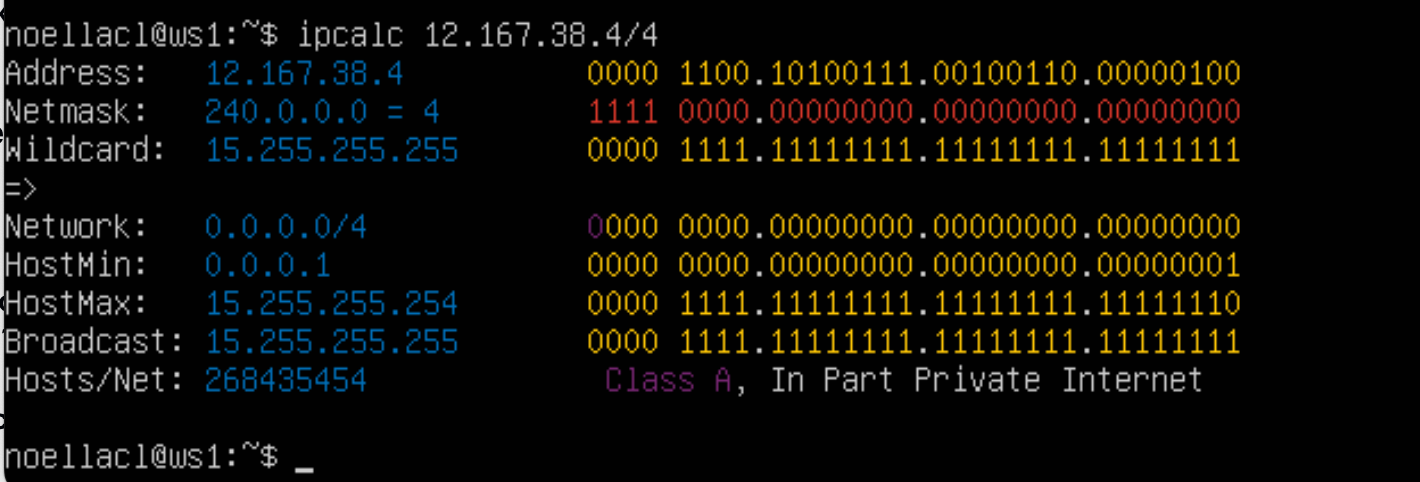 noellacl@ws1:~$ ipcalc 12.167.38.4/4
Address:   12.167.38.4          0000 1100.10100111.00100110.00000100
Netmask:   240.0.0.0 = 4        1111 0000.00000000.00000000.00000000
Wildcard:  15.255.255.255       0000 1111.11111111.11111111.11111111
=>
Network:   0.0.0.0/4            0000 0000.00000000.00000000.00000000
HostMin:   0.0.0.1              0000 0000.00000000.00000000.00000001
HostMax:   15.255.255.254       0000 1111.11111111.11111111.11111110
Broadcast: 15.255.255.255       0000 1111.11111111.11111111.11111111
Hosts/Net: 268435454             Class A, In Part Private Internet
noellacl@ws1:~$ _